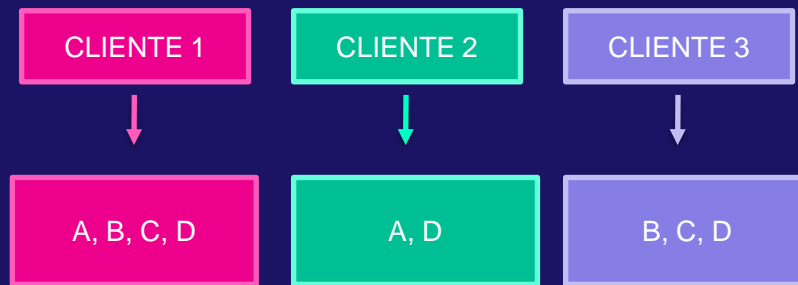 CLIENTE 1
CLIENTE 2
CLIENTE 3
A, B, C, D
A, D
B, C, D